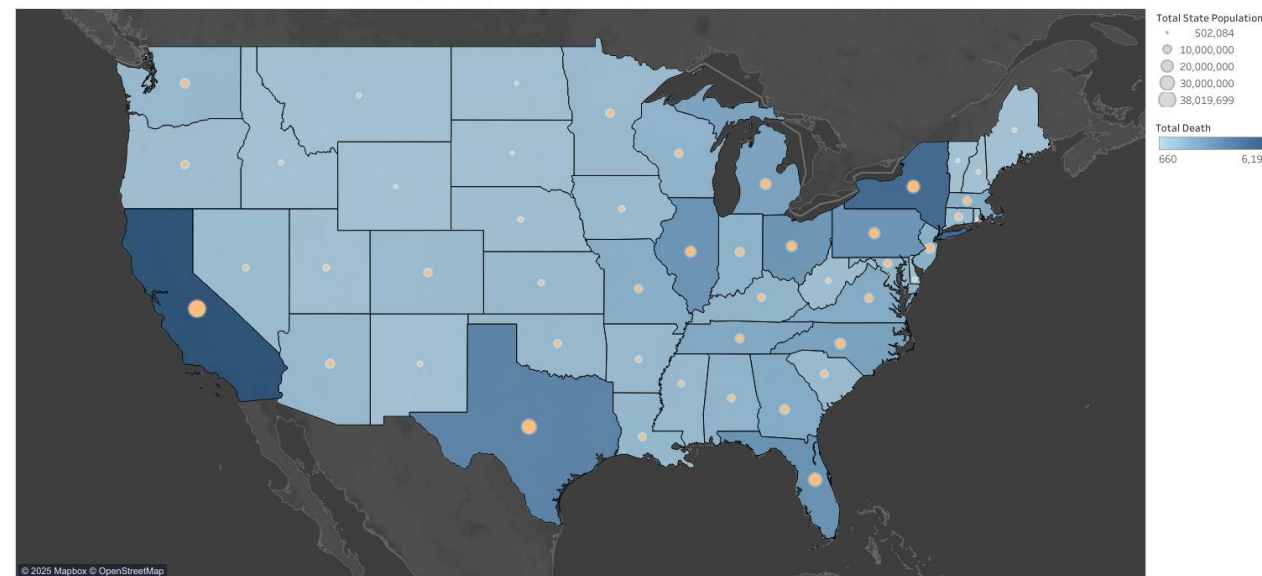 Total State Population
502,084
10,000,000
20,000,000
30,000,000
38,019,699
Total Death
660 6,19
© 2025 Mapbox © OpenStreetMap